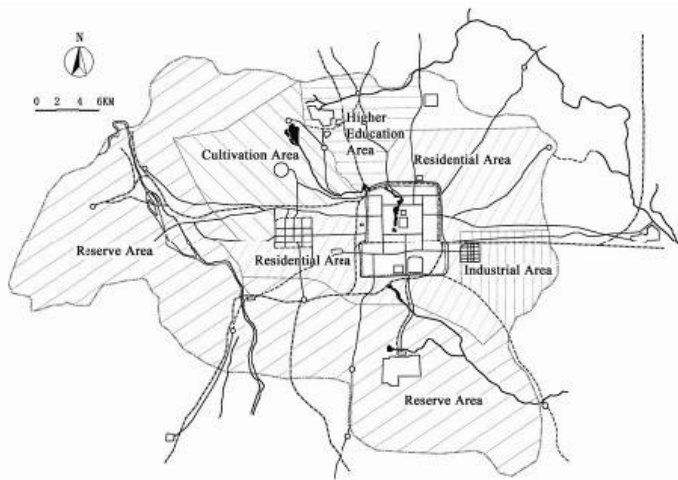 N
0 2 4 6KM
Higher
Education
Area
Cultivation Area
Residential Area
Reserve Area
Residential Area
Industrial Area
Reserve Area